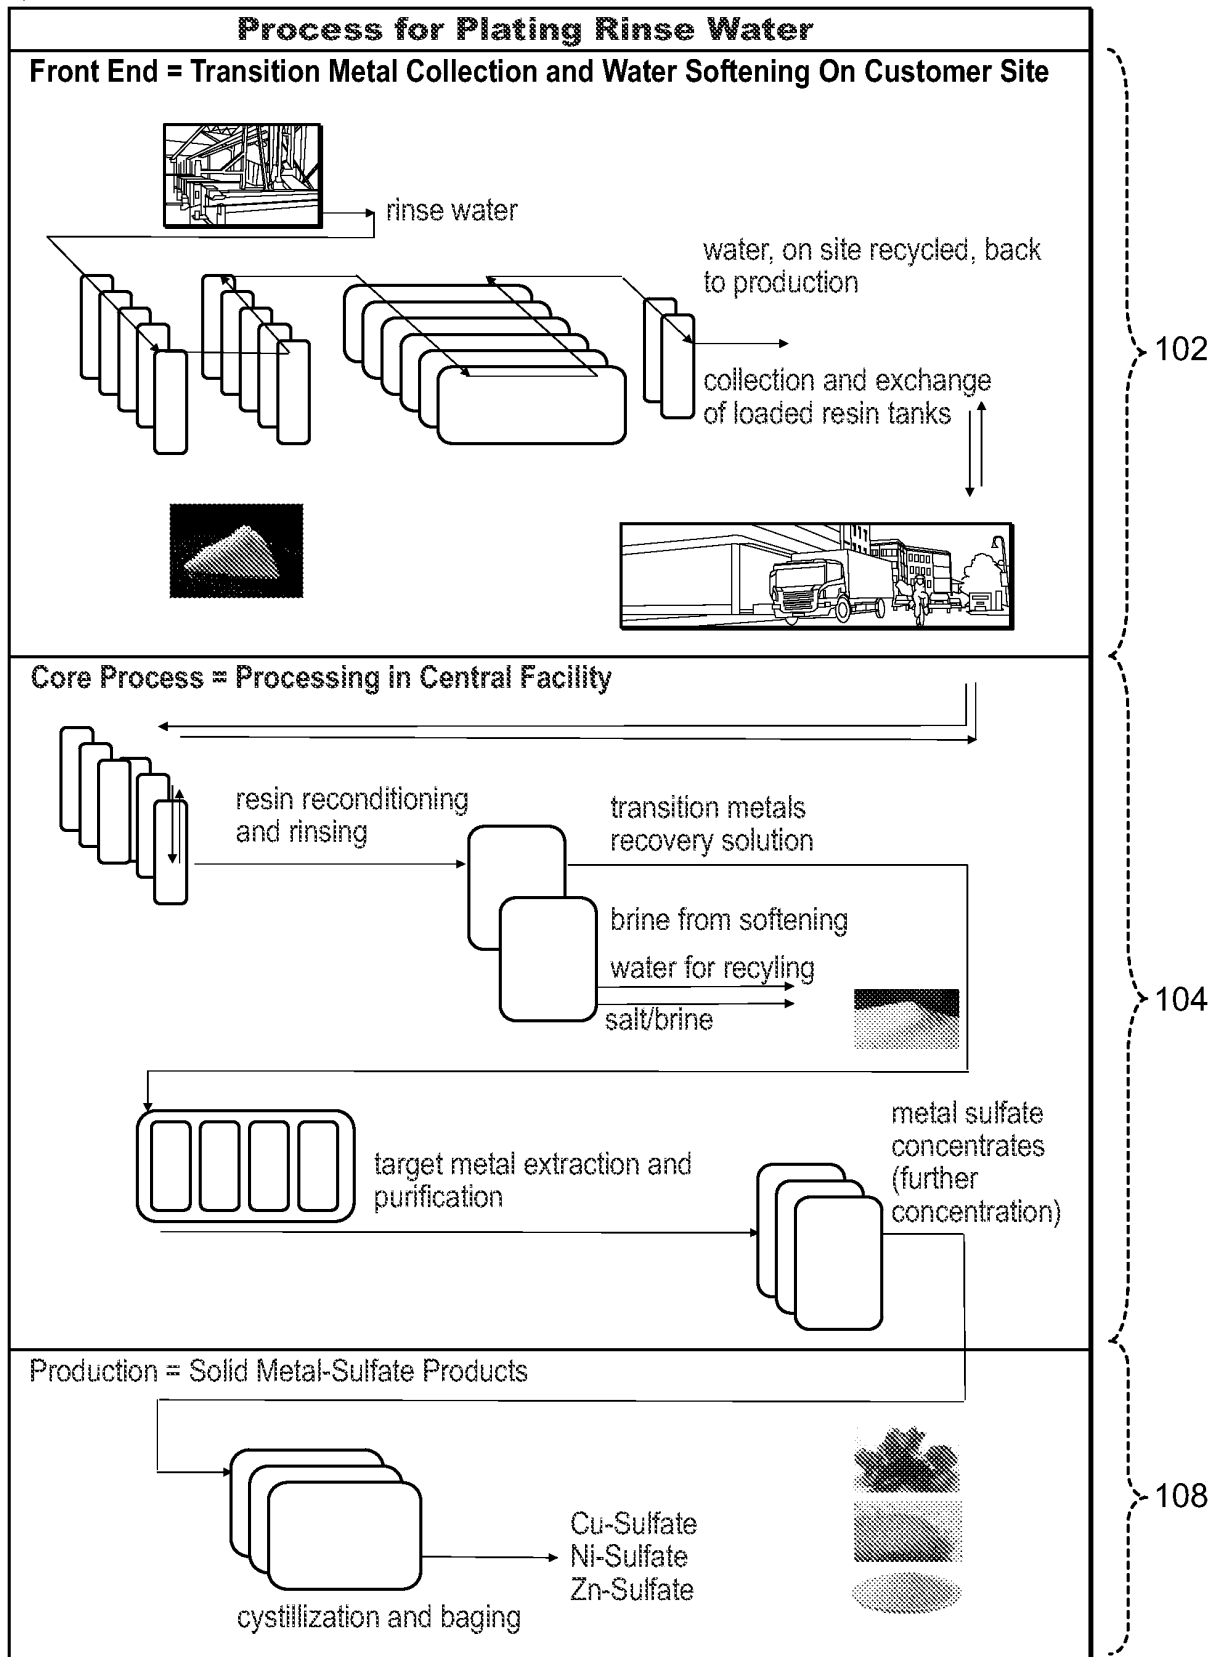 Process for Plating Rinse Water
Front End = Transition Metal Collection and Water Softening On Customer Site
rinse water
water, on site recycled, back
to production
102
collection and exchange
of loaded resin tanks
Core Process = Processing in Central Facility
resin reconditioning
and rinsing
transition metals
recovery solution
brine from softening
water for recyling
salt/brine
104
target metal extraction and
purification
metal sulfate
concentrates
(further
concentration)
Production = Solid Metal-Sulfate Products
108
Cu-Sulfate
Ni-Sulfate
Zn-Sulfate
cystillization and baging